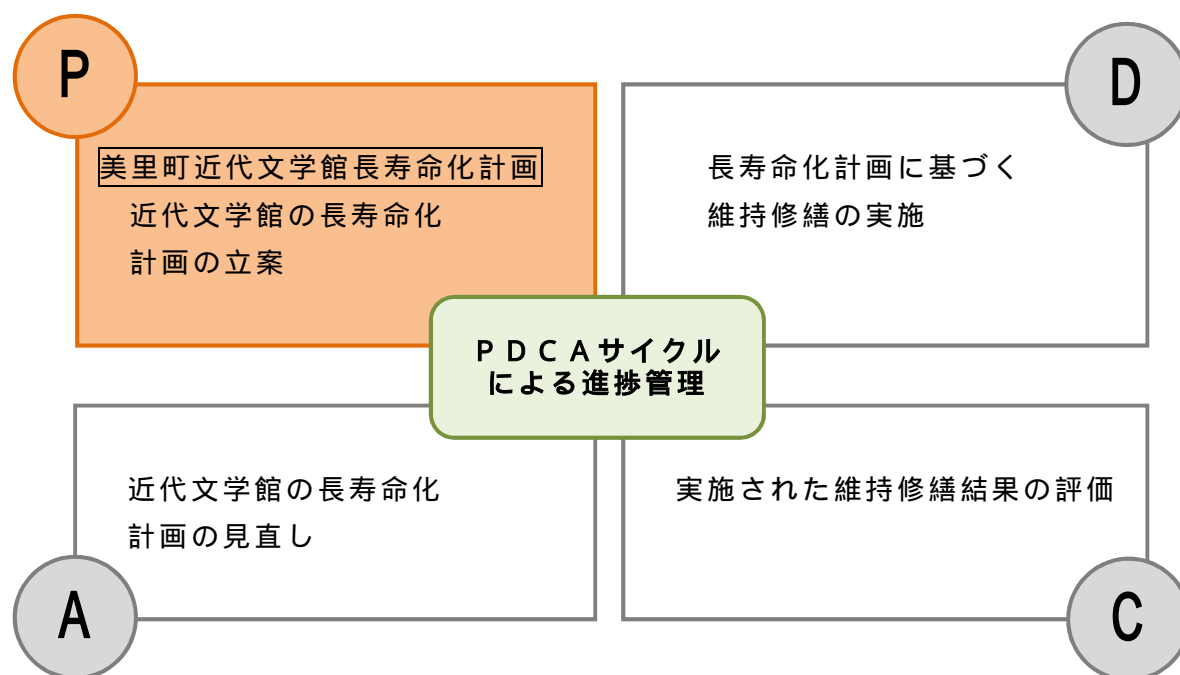 P
美里町近代文学館長寿命化計画
近代文学館の長寿命化
計画の立案
D
長寿命化計画に基づく
維持修繕の実施
ＰＤＣＡサイクル
による進捗管理
A
近代文学館の長寿命化
計画の見直し
C
実施された維持修繕結果の評価